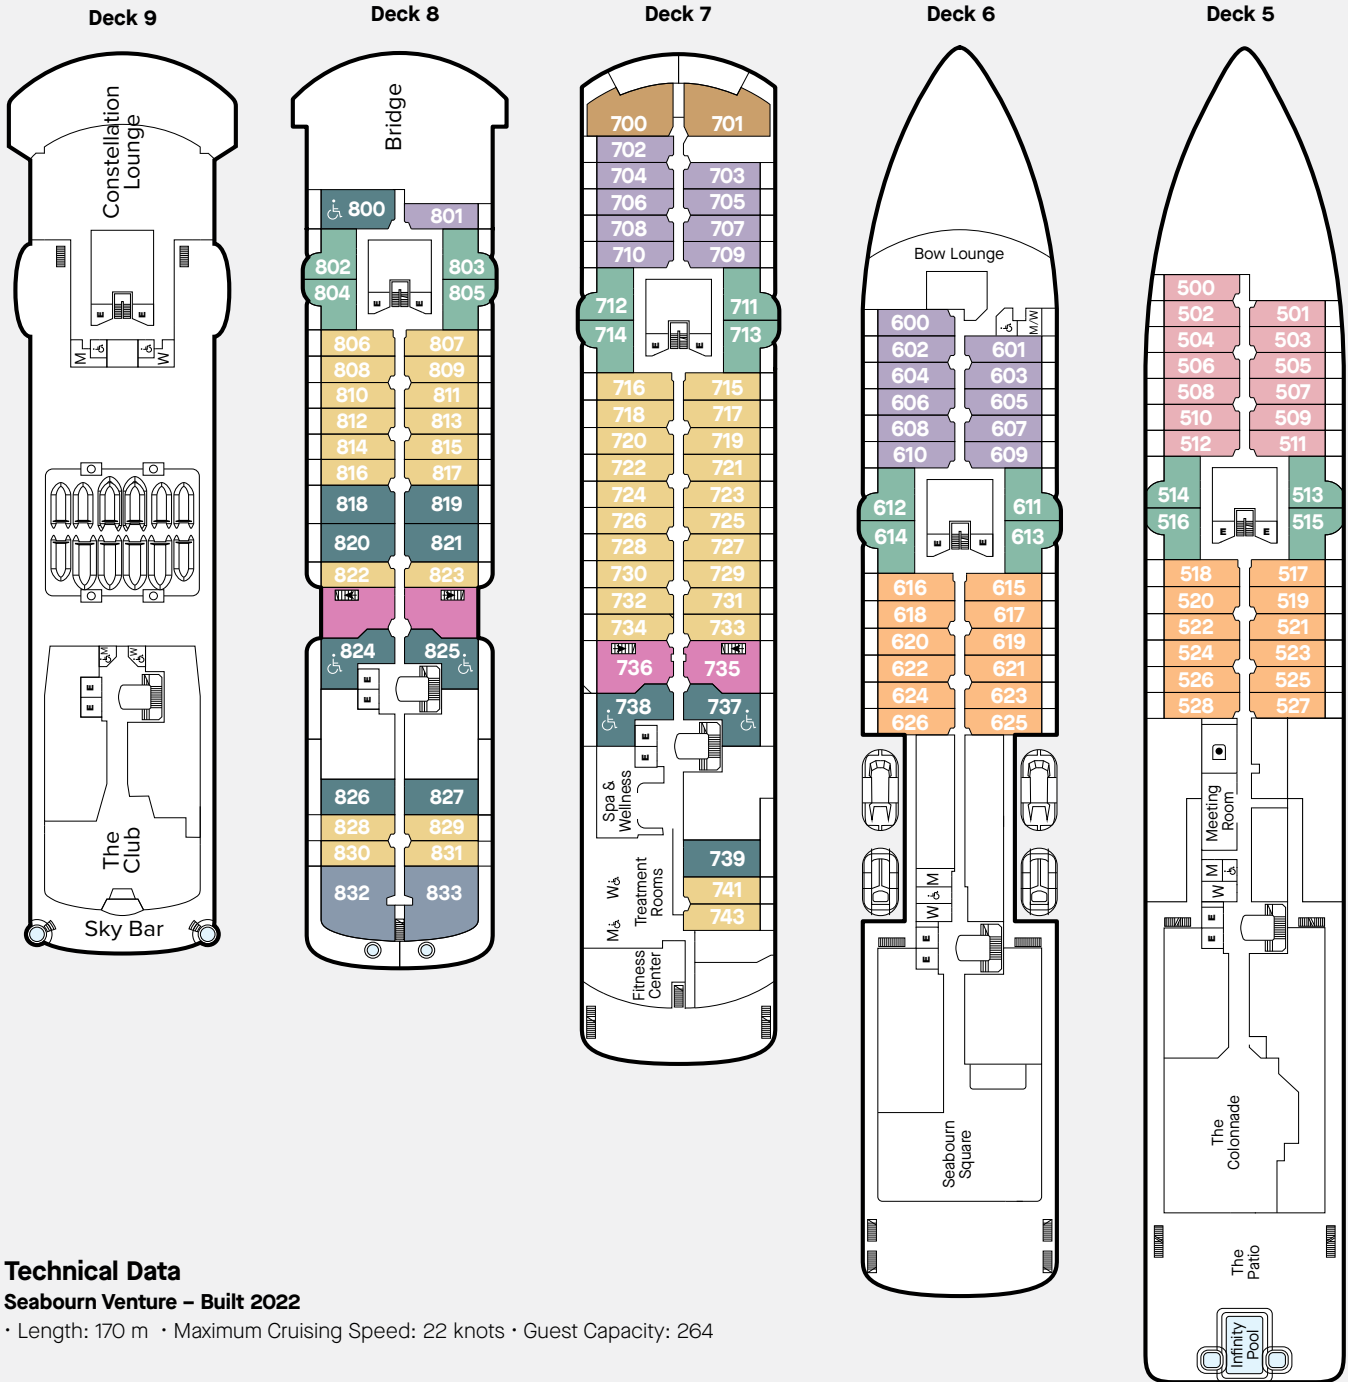 Deck 9
Deck 8
Deck 7
Deck 6
Deck 5
Constellation
Lounge
E E
M W
E
E
M W
The
Club
Sky Bar
Bridge
800 801
802 803
804 805
E E
806 807
808 809
810 811
812 813
814 815
816 817
818 819
820 821
822 823
824 825
E
E
826 827
828 829
830 831
832 833
700 701
702
704 703
706 705
708 707
710 709
712 711
714 713
E E
716 715
718 717
720 719
722 721
724 723
726 725
728 727
730 729
732 731
734 733
736 735
738 737
E
E
Spa &
Wellness
739
741
743
Treatment
Rooms
W
M
Fitness
Center
Bow Lounge
M/W
600
602 601
604 603
606 605
608 607
610 609
612 611
614 613
E E
616 615
618 617
620 619
622 621
624 623
626 625
M
W
E
E
Seabourn
Square
500
502 501
504 503
506 505
508 507
510 509
512 511
514 513
516 515
E E
518 517
520 519
522 521
524 523
526 525
528 527
Meeting
Room
M
W
E
E
The
Colonnade
The
Patio
Infinity
Pool
Technical Data
Seabourn Venture – Built 2022
· Length: 170 m · Maximum Cruising Speed: 22 knots · Guest Capacity: 264